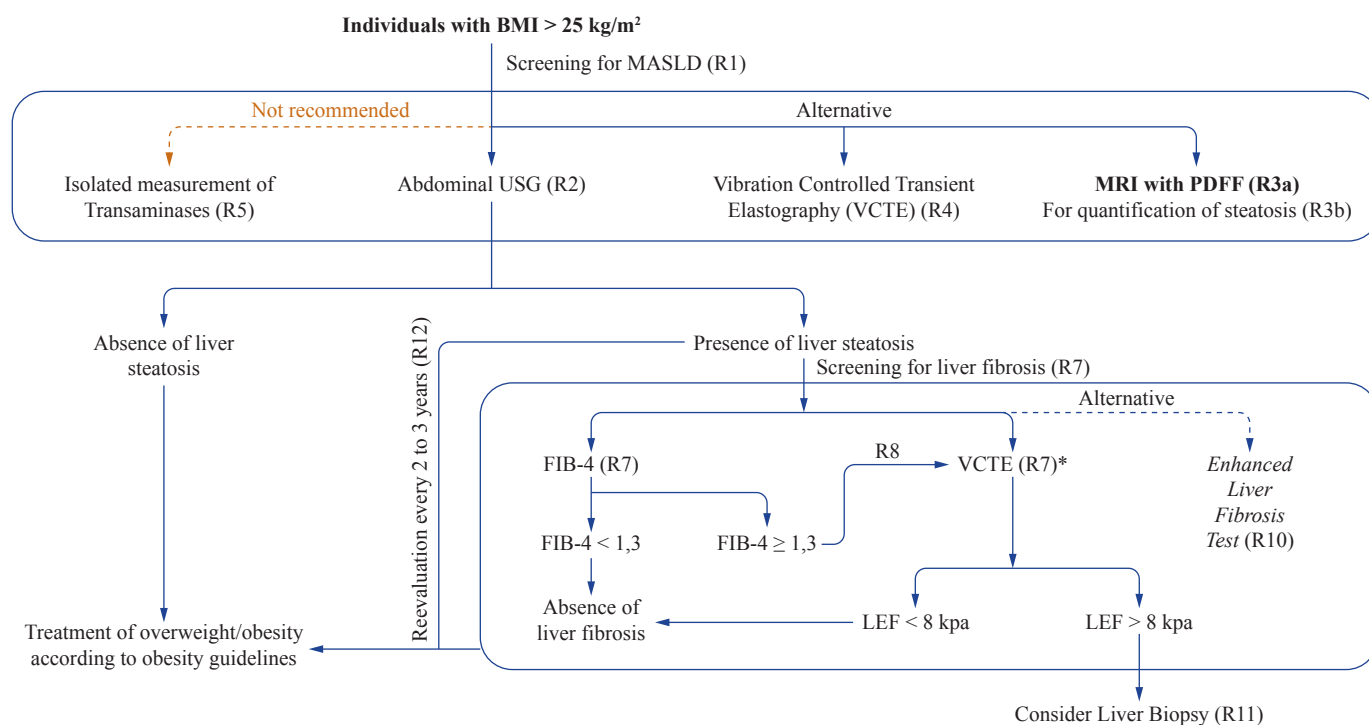 Individuals with BMI > 25 kg/m²
Screening for MASLD (R1)
Not recommended
Alternative
Isolated measurement of
Transaminases (R5)
Abdominal USG (R2)
Vibration Controlled Transient
Elastography (VCTE) (R4)
MRI with PDFF (R3a)
For quantification of steatosis (R3b)
Absence of liver
steatosis
Reevaluation every 2 to 3 years (R12)
Presence of liver steatosis
Screening for liver fibrosis (R7)
Alternative
FIB-4 (R7)
R8
VCTE (R7)*
Enhanced
Liver
Fibrosis
Test (R10)
FIB-4 < 1,3
FIB-4 ≥ 1,3
Absence of
liver fibrosis
LEF < 8 kpa
LEF > 8 kpa
Treatment of overweight/obesity
according to obesity guidelines
Consider Liver Biopsy (R11)